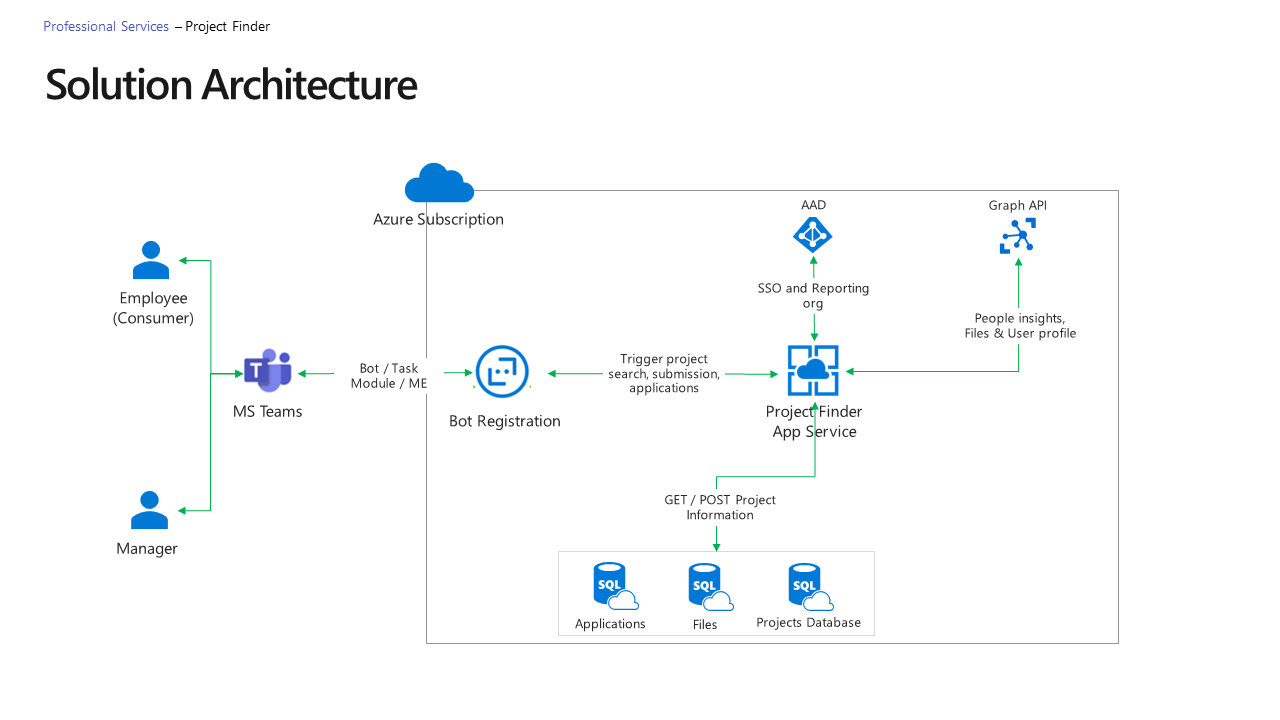 Professional Services – Project Finder
Solution Architecture
Azure Subscription
AAD
Graph API
SSO and Reporting
org
Employee
(Consumer)
People insights,
Files & User profile
Bot / Task
Module / ME
Trigger project
search, submission,
applications
T
MS Teams
Bot Registration
Project Finder
App Service
GET / POST Project
Information
Manager
SQL
SQL
SQL
Applications
Files
Projects Database